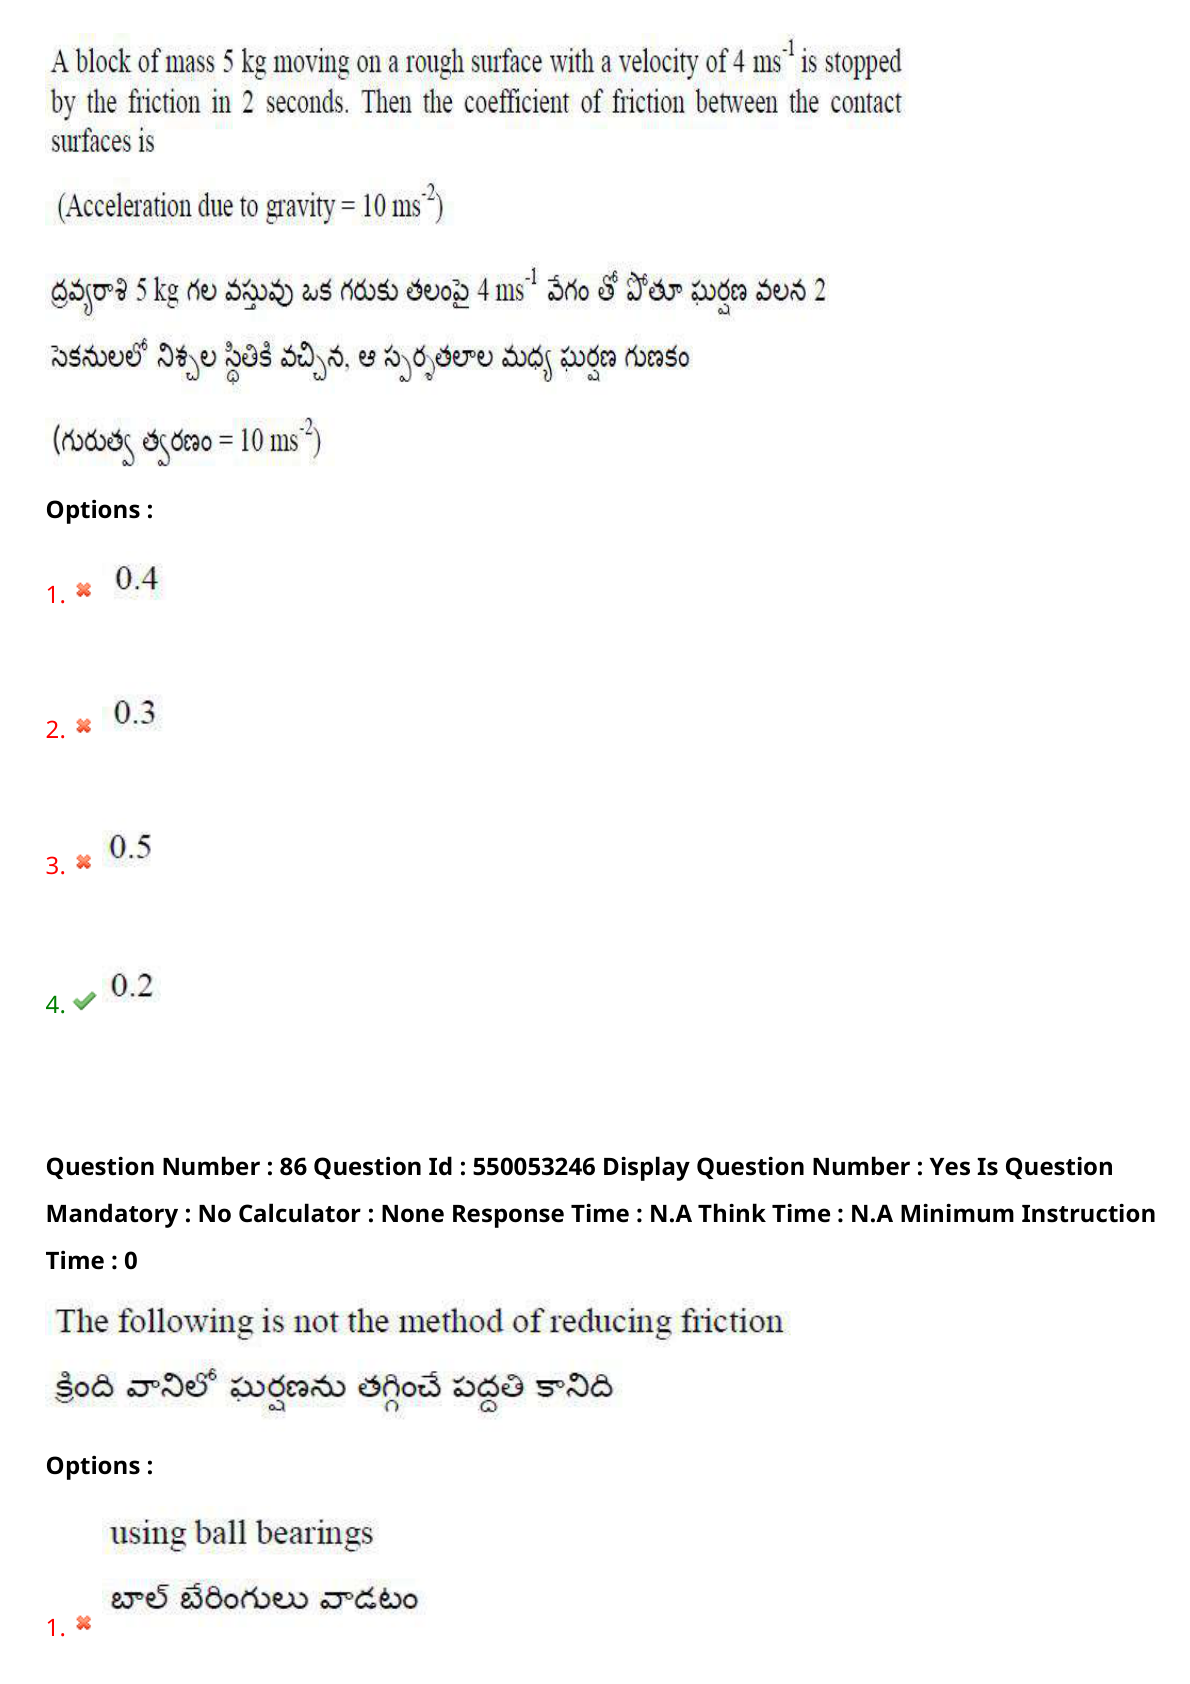 A block of mass 5 kg moving on a rough surface with a velocity of 4 ms⁻¹ is stopped
by the friction in 2 seconds. Then the coefficient of friction between the contact
surfaces is
(Acceleration due to gravity = 10 ms⁻²)
ద్రవ్యరాశి 5 kg గల వస్తువు ఒక గరుకు తలంపై 4 ms⁻¹ వేగం తో పోతూ ఘర్షణ వలన 2
సెకనులలో నిశ్చల స్థితికి వచ్చిన, ఆ స్పర్శతలాల మధ్య ఘర్షణ గుణకం
(గురుత్వ త్వరణం = 10 ms⁻²)
Options :
1. 0.4
2. 0.3
3. 0.5
4. 0.2
Question Number : 86 Question Id : 550053246 Display Question Number : Yes Is Question
Mandatory : No Calculator : None Response Time : N.A Think Time : N.A Minimum Instruction
Time : 0
The following is not the method of reducing friction
క్రింది వానిలో ఘర్షణను తగ్గించే పద్దతి కానిది
Options :
using ball bearings
బాల్ బేరింగులు వాడటం
1.